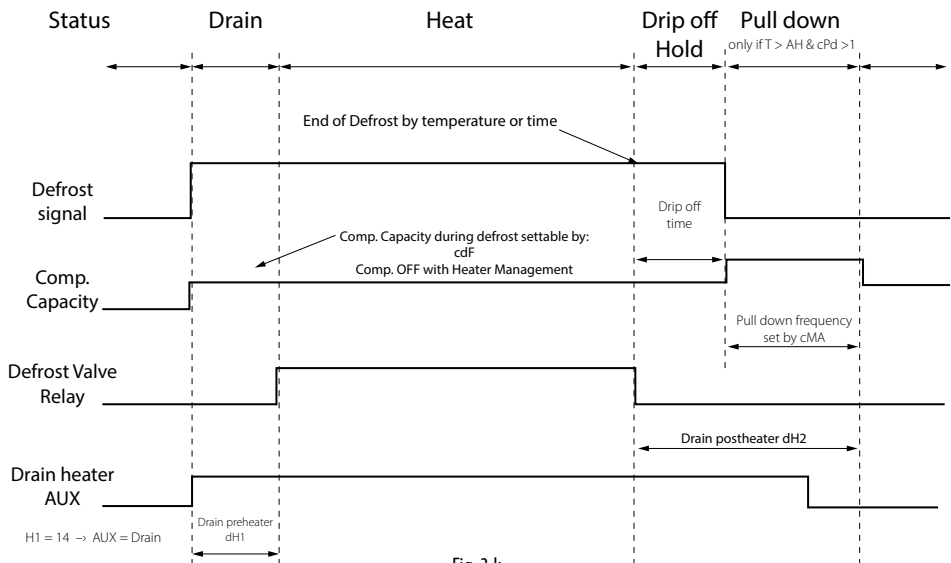 Status
Drain
Heat
Drip off
Hold
Pull down
only if T > AH & cPd >1
End of Defrost by temperature or time
Defrost
signal
Drip off
time
Comp. Capacity during defrost settable by:
cdF
Comp. OFF with Heater Management
Comp.
Capacity
Pull down frequency
set by cMA
Defrost Valve
Relay
Drain postheater dH2
Drain heater
AUX
H1 = 14 -> AUX = Drain
Drain preheater
dH1